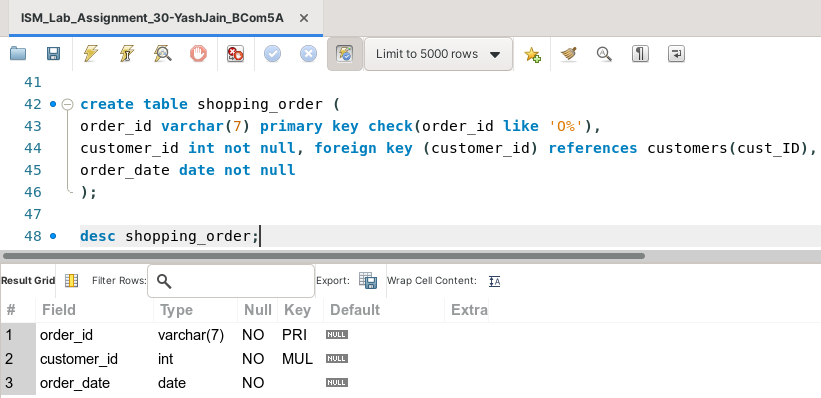 ISM_Lab_Assignment_30-YashJain_BCom5A ×
Limit to 5000 rows
41
42 create table shopping_order (
43 order_id varchar(7) primary key check(order_id like 'O%'),
44 customer_id int not null, foreign key (customer_id) references customers(cust_ID),
45 order_date date not null
46 );
47
48 desc shopping_order;
Result Grid Filter Rows: Export: Wrap Cell Content: IA
# Field Type Null Key Default Extra
1 order_id varchar(7) NO PRI NULL
2 customer_id int NO MUL NULL
3 order_date date NO NULL